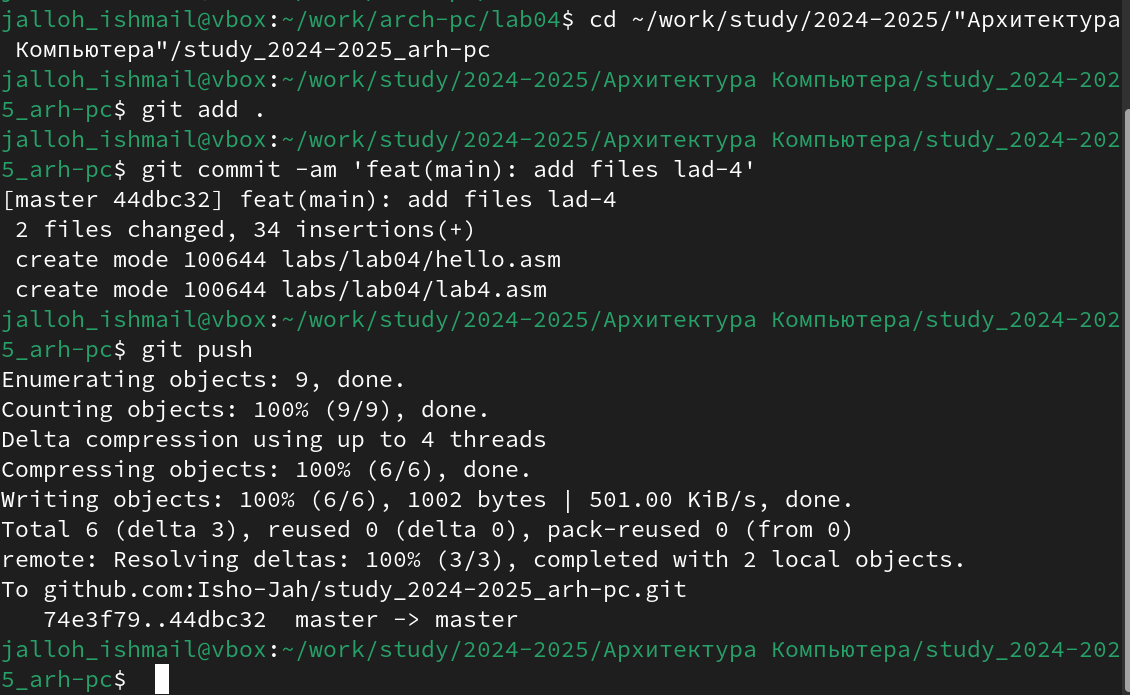 jalloh_ishmail@vbox:~/work/arch-pc/lab04$ cd ~/work/study/2024-2025/"Архитектура
 Компьютера"/study_2024-2025_arh-pc
jalloh_ishmail@vbox:~/work/study/2024-2025/Архитектура Компьютера/study_2024-202
5_arh-pc$ git add .
jalloh_ishmail@vbox:~/work/study/2024-2025/Архитектура Компьютера/study_2024-202
5_arh-pc$ git commit -am 'feat(main): add files lad-4'
[master 44dbc32] feat(main): add files lad-4
 2 files changed, 34 insertions(+)
 create mode 100644 labs/lab04/hello.asm
 create mode 100644 labs/lab04/lab4.asm
jalloh_ishmail@vbox:~/work/study/2024-2025/Архитектура Компьютера/study_2024-202
5_arh-pc$ git push
Enumerating objects: 9, done.
Counting objects: 100% (9/9), done.
Delta compression using up to 4 threads
Compressing objects: 100% (6/6), done.
Writing objects: 100% (6/6), 1002 bytes | 501.00 KiB/s, done.
Total 6 (delta 3), reused 0 (delta 0), pack-reused 0 (from 0)
remote: Resolving deltas: 100% (3/3), completed with 2 local objects.
To github.com:Isho-Jah/study_2024-2025_arh-pc.git
   74e3f79..44dbc32  master -> master
jalloh_ishmail@vbox:~/work/study/2024-2025/Архитектура Компьютера/study_2024-202
5_arh-pc$